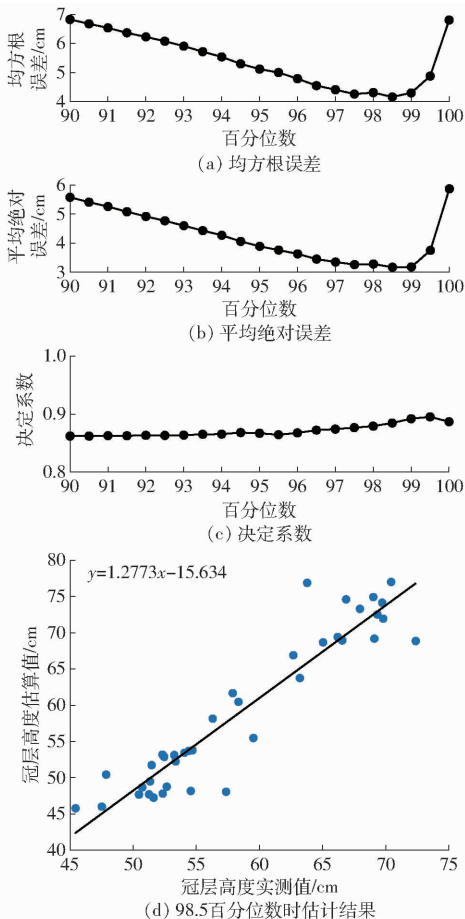 7
6
5
4
均方根
误差/cm
90 91 92 93 94 95 96 97 98 99 100
百分位数
(a) 均方根误差
6
5
4
3
平均绝对
误差/cm
90 91 92 93 94 95 96 97 98 99 100
百分位数
(b) 平均绝对误差
1.0
0.9
0.8
决定系数
90 91 92 93 94 95 96 97 98 99 100
百分位数
(c) 决定系数
80
75
70
65
60
55
50
45
40
冠层高度估算值/cm
y=1.2773x−15.634
45 50 55 60 65 70 75
冠层高度实测值/cm
(d) 98.5百分位数时估计结果